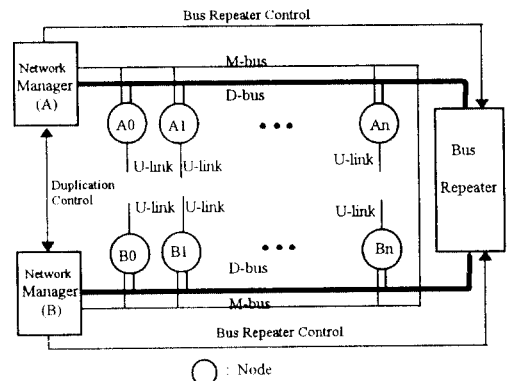 Bus Repeater Control
Network
Manager
(A)
M-bus
D-bus
A0
A1
• • •
An
U-link
U-link
U-link
Bus
Repeater
Duplication
Control
U-link
U-link
U-link
B0
B1
• • •
Bn
D-bus
Network
Manager
(B)
M-bus
Bus Repeater Control
: Node